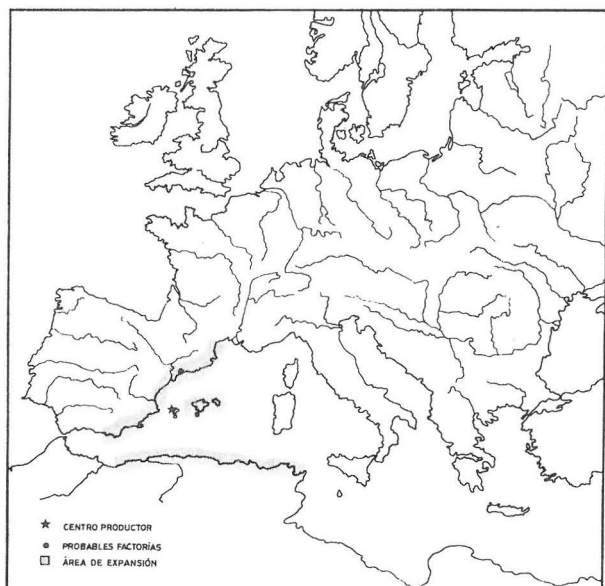 CENTRO PRODUCTOR
PROBABLES FACTORÍAS
ÁREA DE EXPANSIÓN